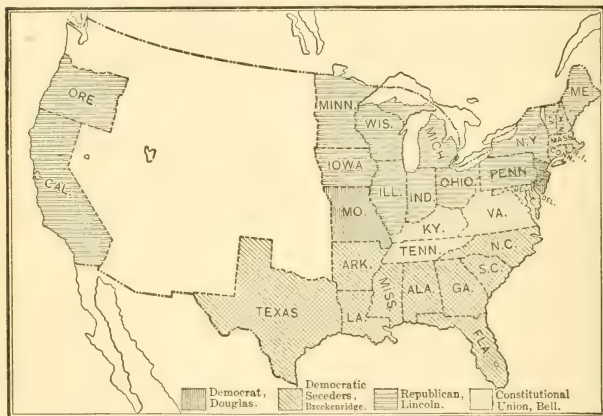 ORE.
CAL.
MINN.
WIS.
IOWA
ILL.
MICH
IND.
OHIO
MO.
KY.
TENN.
ARK.
TEXAS
LA.
MISS.
ALA.
GA.
FLA
S.C.
N.C.
VA.
PENN
N.Y
ME.
MASS
DEL.
Democrat,
Douglas.
Democratic
Seceders,
Breckenridge.
Republican,
Lincoln.
Constitutional
Union, Bell.